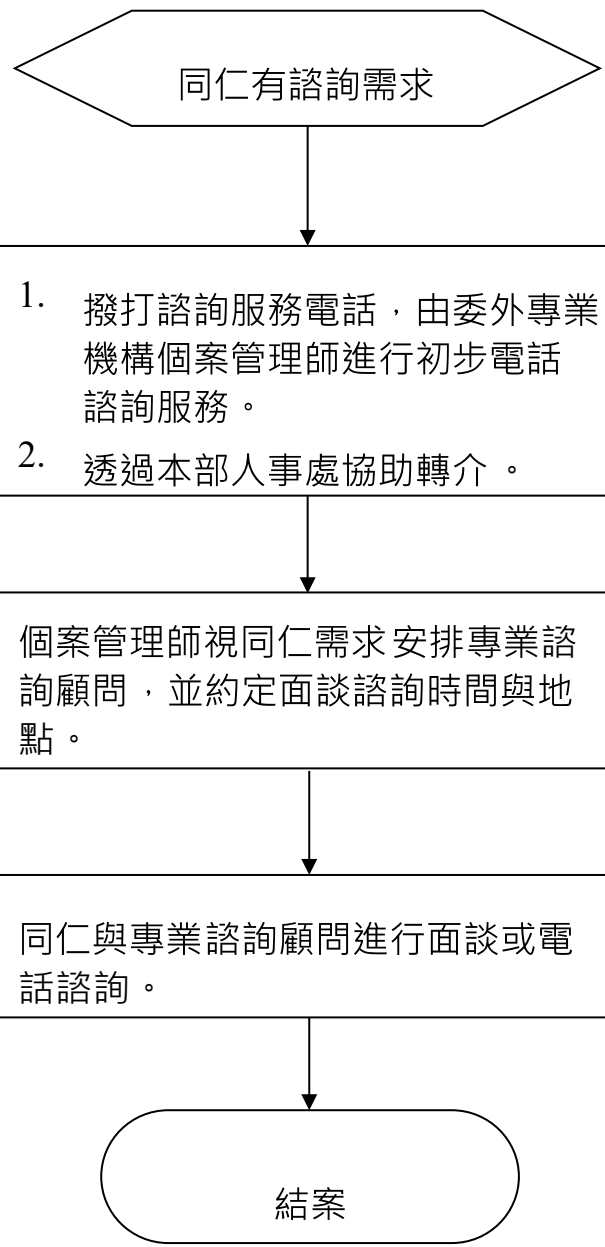 同仁有諮詢需求
1. 撥打諮詢服務電話，由委外專業
機構個案管理師進行初步電話
諮詢服務。
2. 透過本部人事處協助轉介。
個案管理師視同仁需求安排專業諮
詢顧問，並約定面談諮詢時間與地
點。
同仁與專業諮詢顧問進行面談或電
話諮詢。
結案